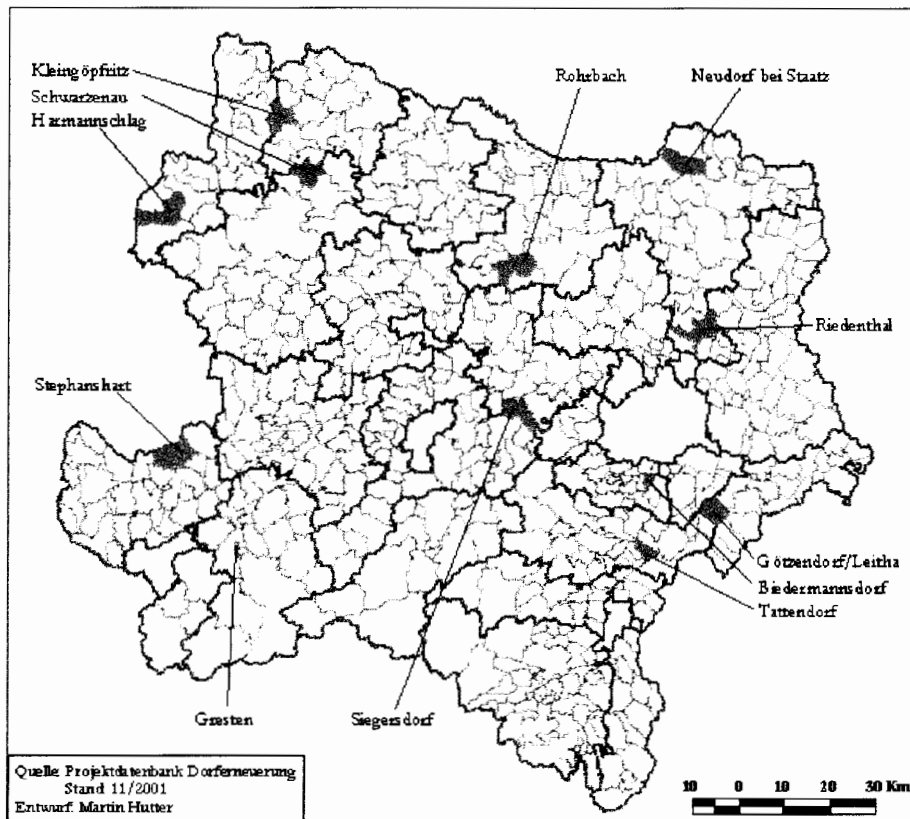 Kleingöpfritz
Schwarzenau
Harmannschlag
Rohrbach
Neudorf bei Staatz
Riedenthal
Stephanshart
Götzendorf/Leitha
Biedermannsdorf
Tattendorf
Gresten
Siegersdorf
Quelle: Projektdatenbank Dorferneuerung
Stand 11/2001
Entwurf: Martin Hutter
10 0 10 20 30 Km